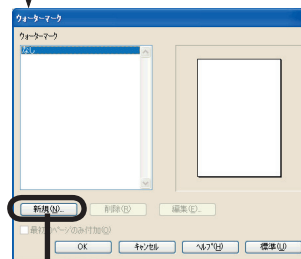 ウォーターマーク
ウォーターマーク
なし
新規(N)... 削除(R) 編集(E)...
最初のページのみ付加(Q)
OK キャンセル ヘルプ(H) 標準(U)